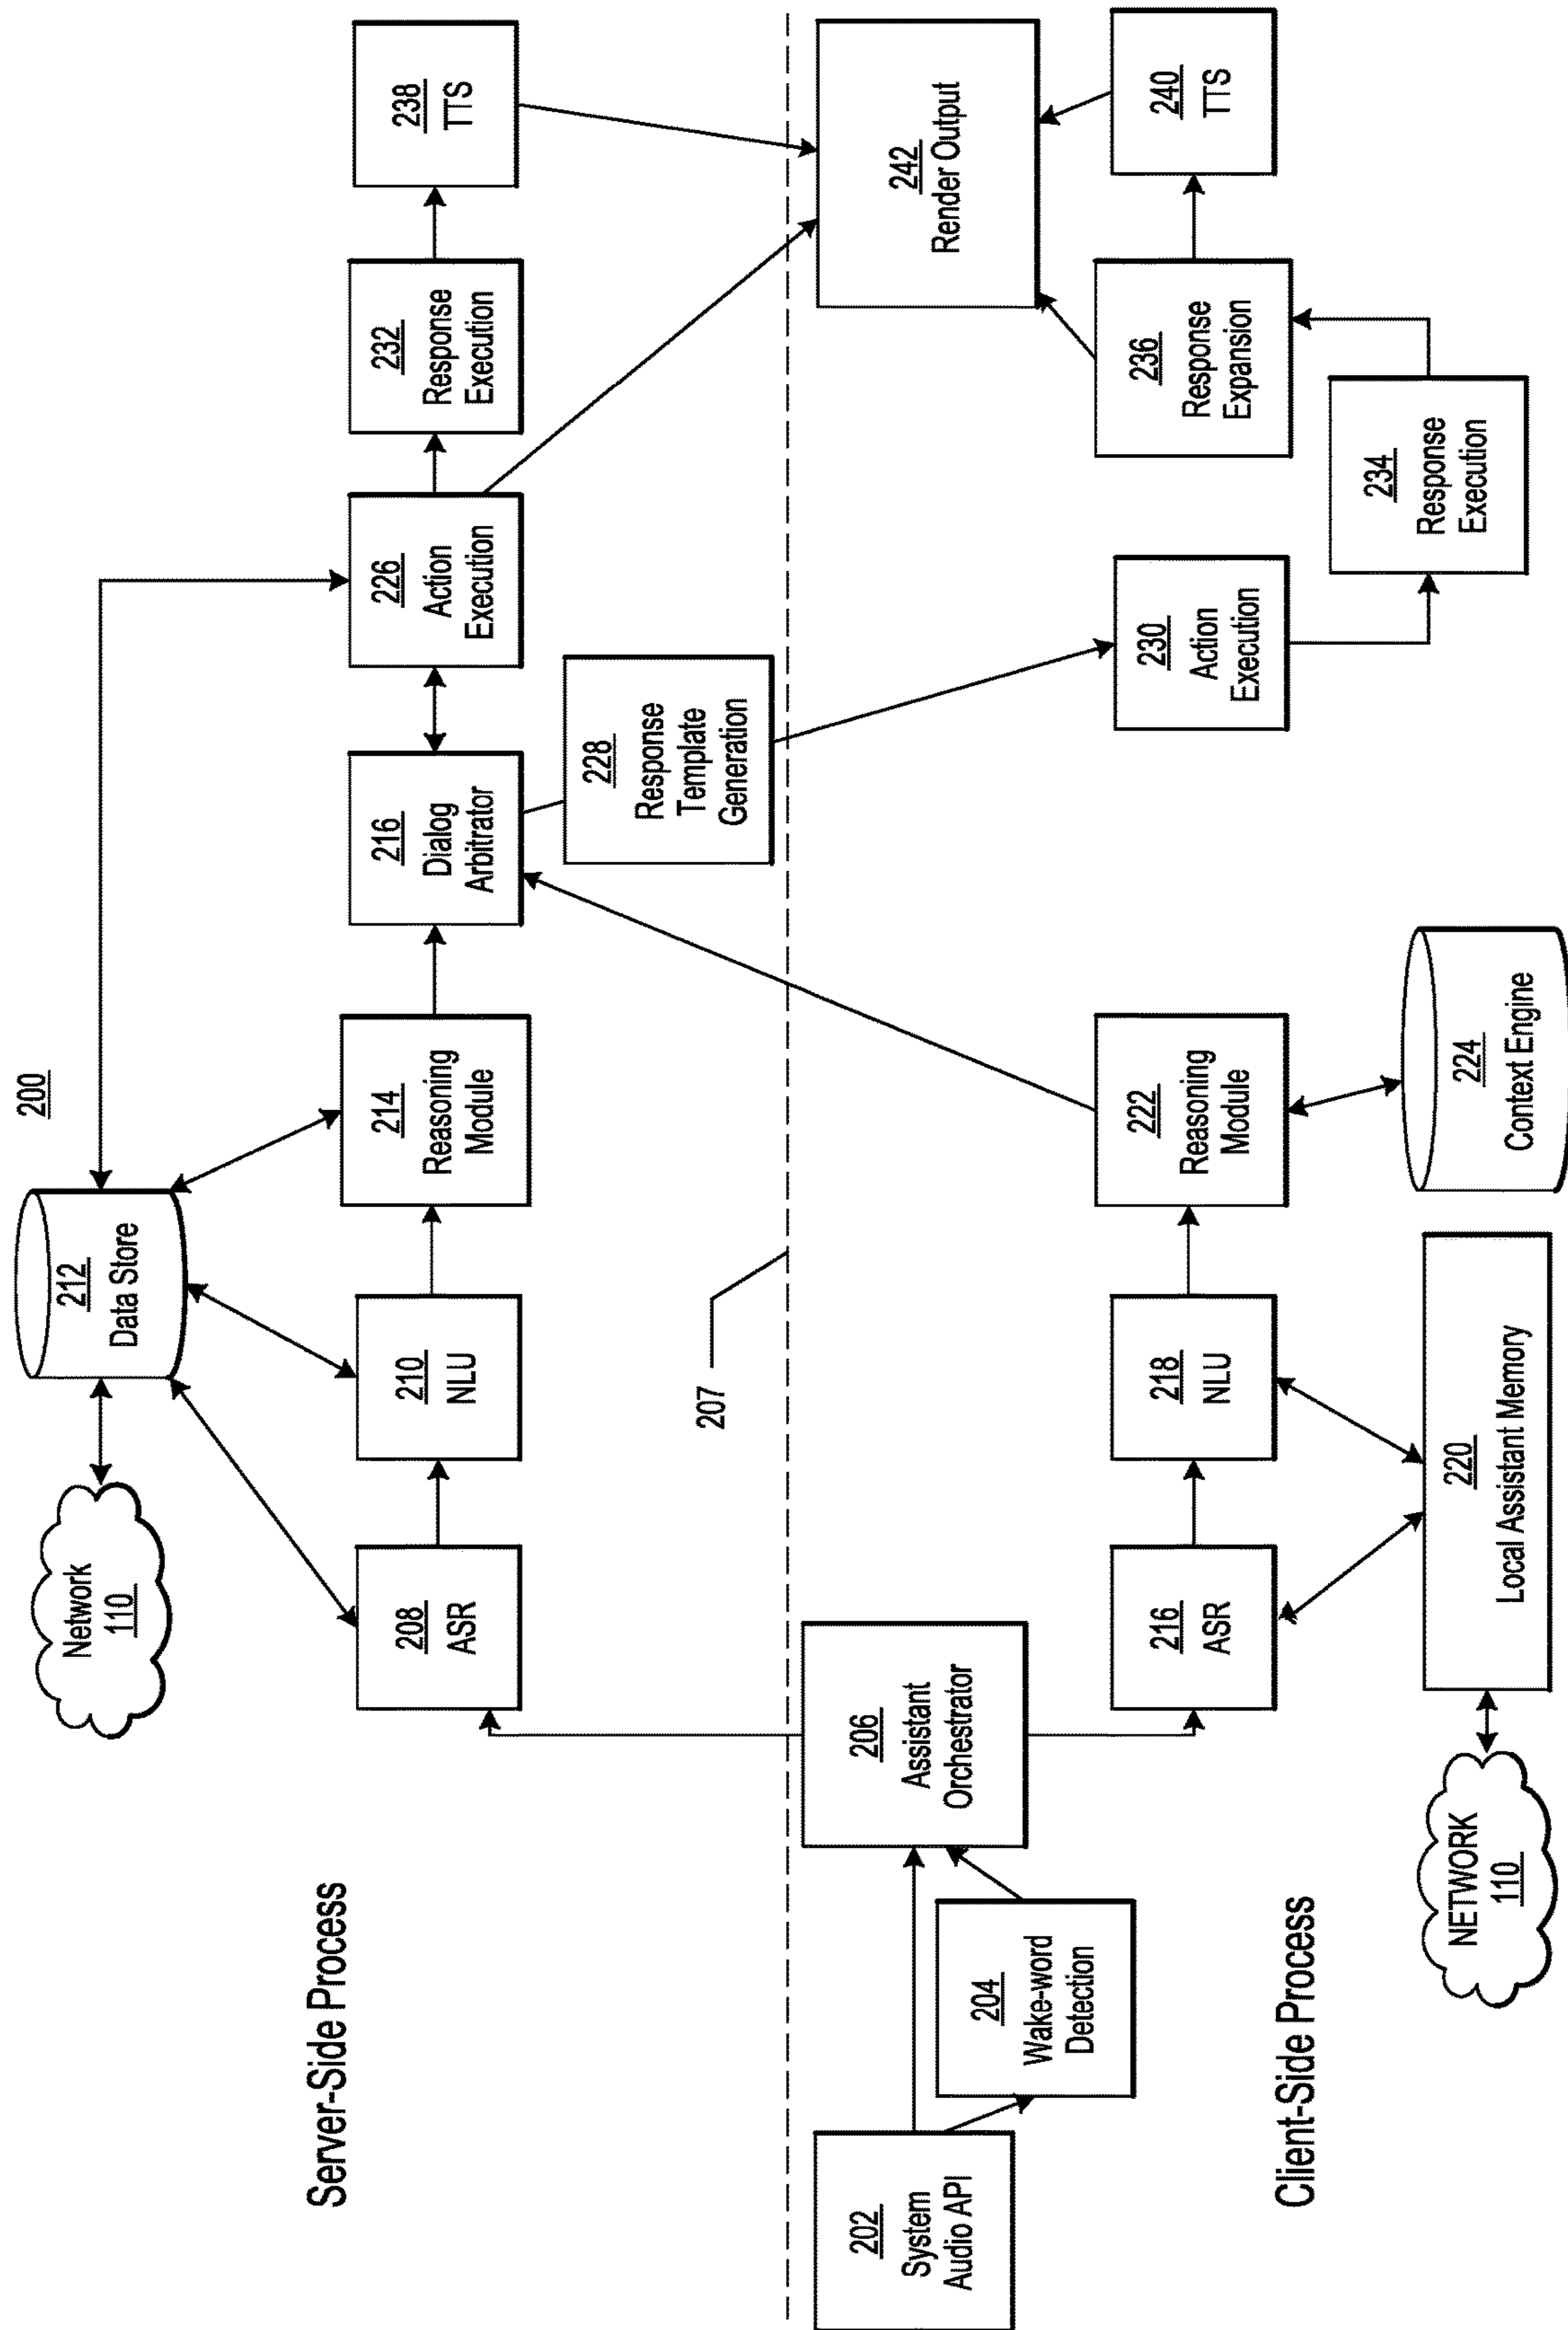 200
Network
110
212
Data Store
Server-Side Process
208
ASR
210
NLU
214
Reasoning
Module
216
Dialog
Arbitrator
226
Action
Execution
232
Response
Execution
238
TTS
228
Response
Template
Generation
207
202
System
Audio API
204
Wake-word
Detection
206
Assistant
Orchestrator
242
Render Output
Client-Side Process
216
ASR
218
NLU
222
Reasoning
Module
230
Action
Execution
236
Response
Expansion
240
TTS
234
Response
Execution
NETWORK
110
220
Local Assistant Memory
224
Context Engine